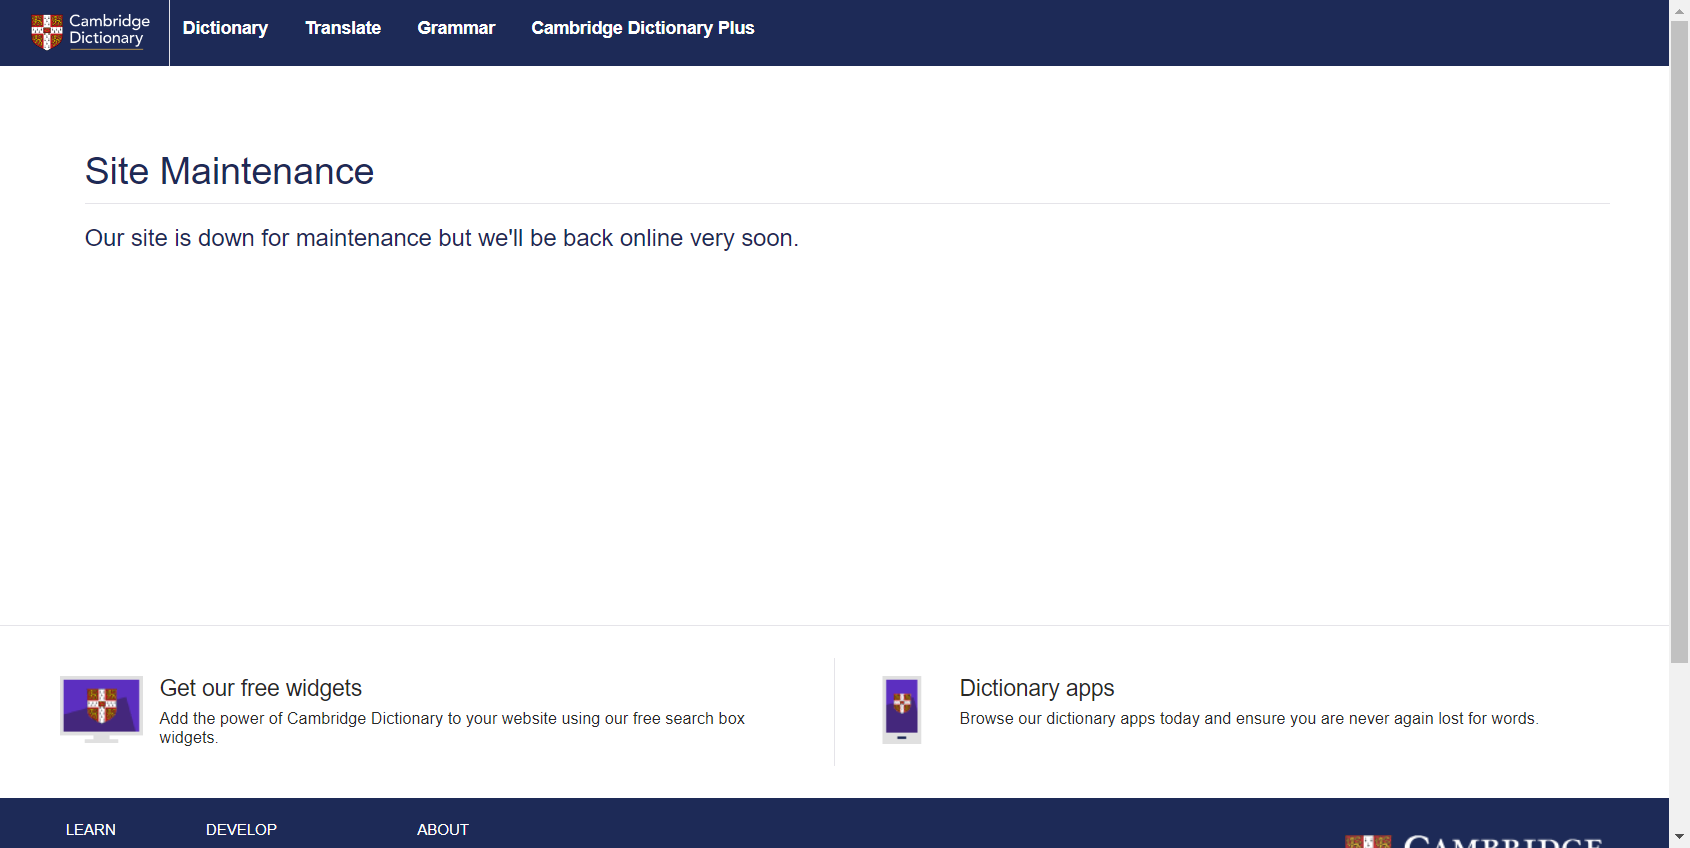 Cambridge
Dictionary
Dictionary
Translate
Grammar
Cambridge Dictionary Plus
Site Maintenance
Our site is down for maintenance but we'll be back online very soon.
Get our free widgets
Add the power of Cambridge Dictionary to your website using our free search box
widgets.
Dictionary apps
Browse our dictionary apps today and ensure you are never again lost for words.
LEARN
DEVELOP
ABOUT
CAMBRIDGE